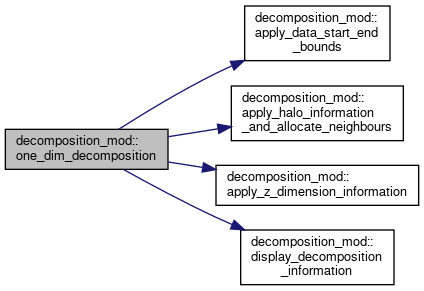 decomposition_mod::
apply_data_start_end
_bounds
decomposition_mod::
apply_halo_information
_and_allocate_neighbours
decomposition_mod::
one_dim_decomposition
decomposition_mod::
apply_z_dimension_information
decomposition_mod::
display_decomposition
_information